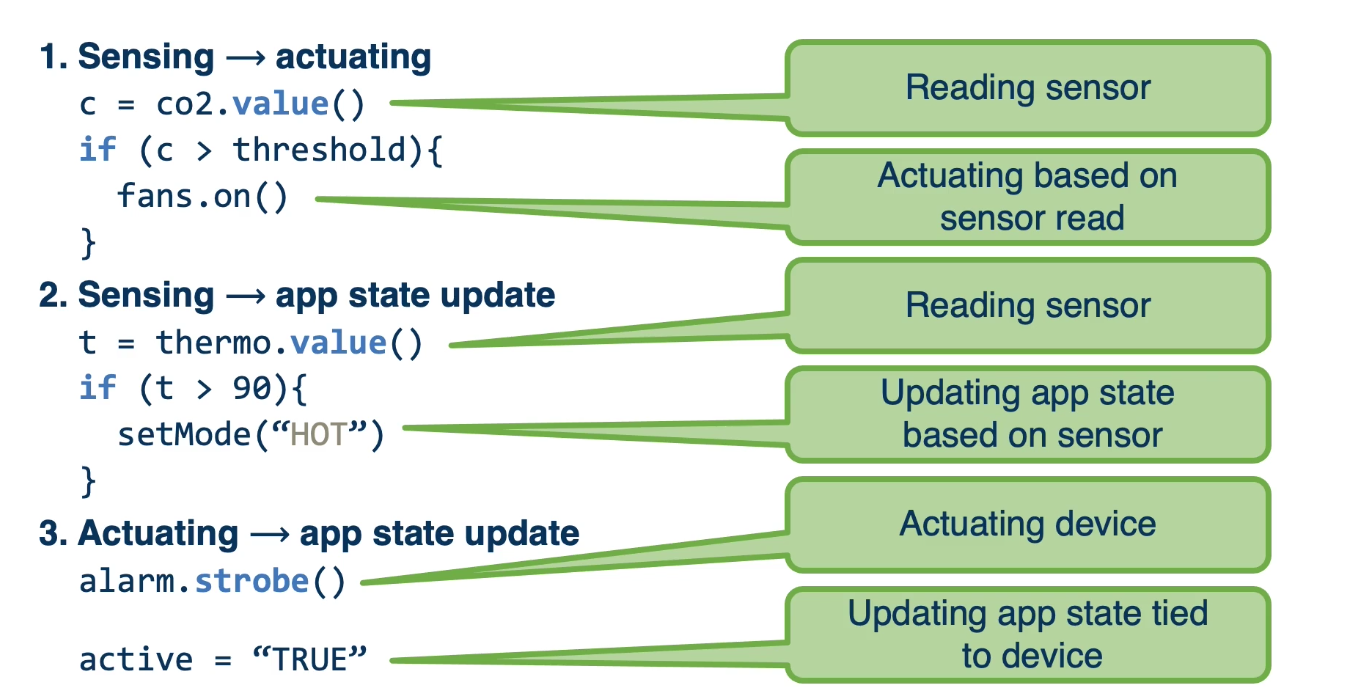 1. Sensing → actuating
c = co2.value()
Reading sensor
if (c > threshold){
fans.on()
Actuating based on
sensor read
}
2. Sensing → app state update
t = thermo.value()
Reading sensor
if (t > 90){
setMode(“HOT”)
Updating app state
based on sensor
}
3. Actuating → app state update
alarm.strobe()
Actuating device
active = “TRUE”
Updating app state tied
to device